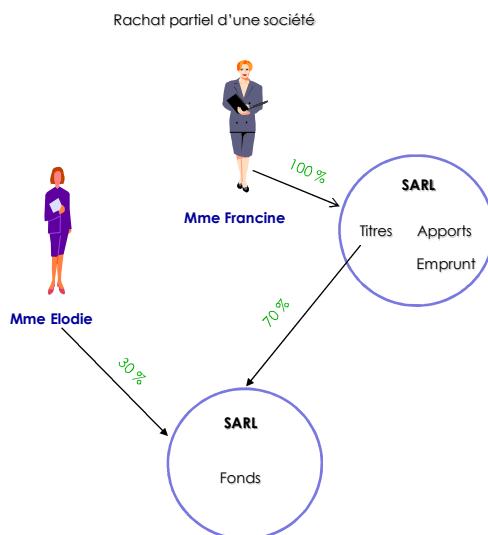 Rachat partiel d'une société
100 %
SARL
Mme Francine
Titres Apports
Emprunt
Mme Elodie
70 %
30 %
SARL
Fonds